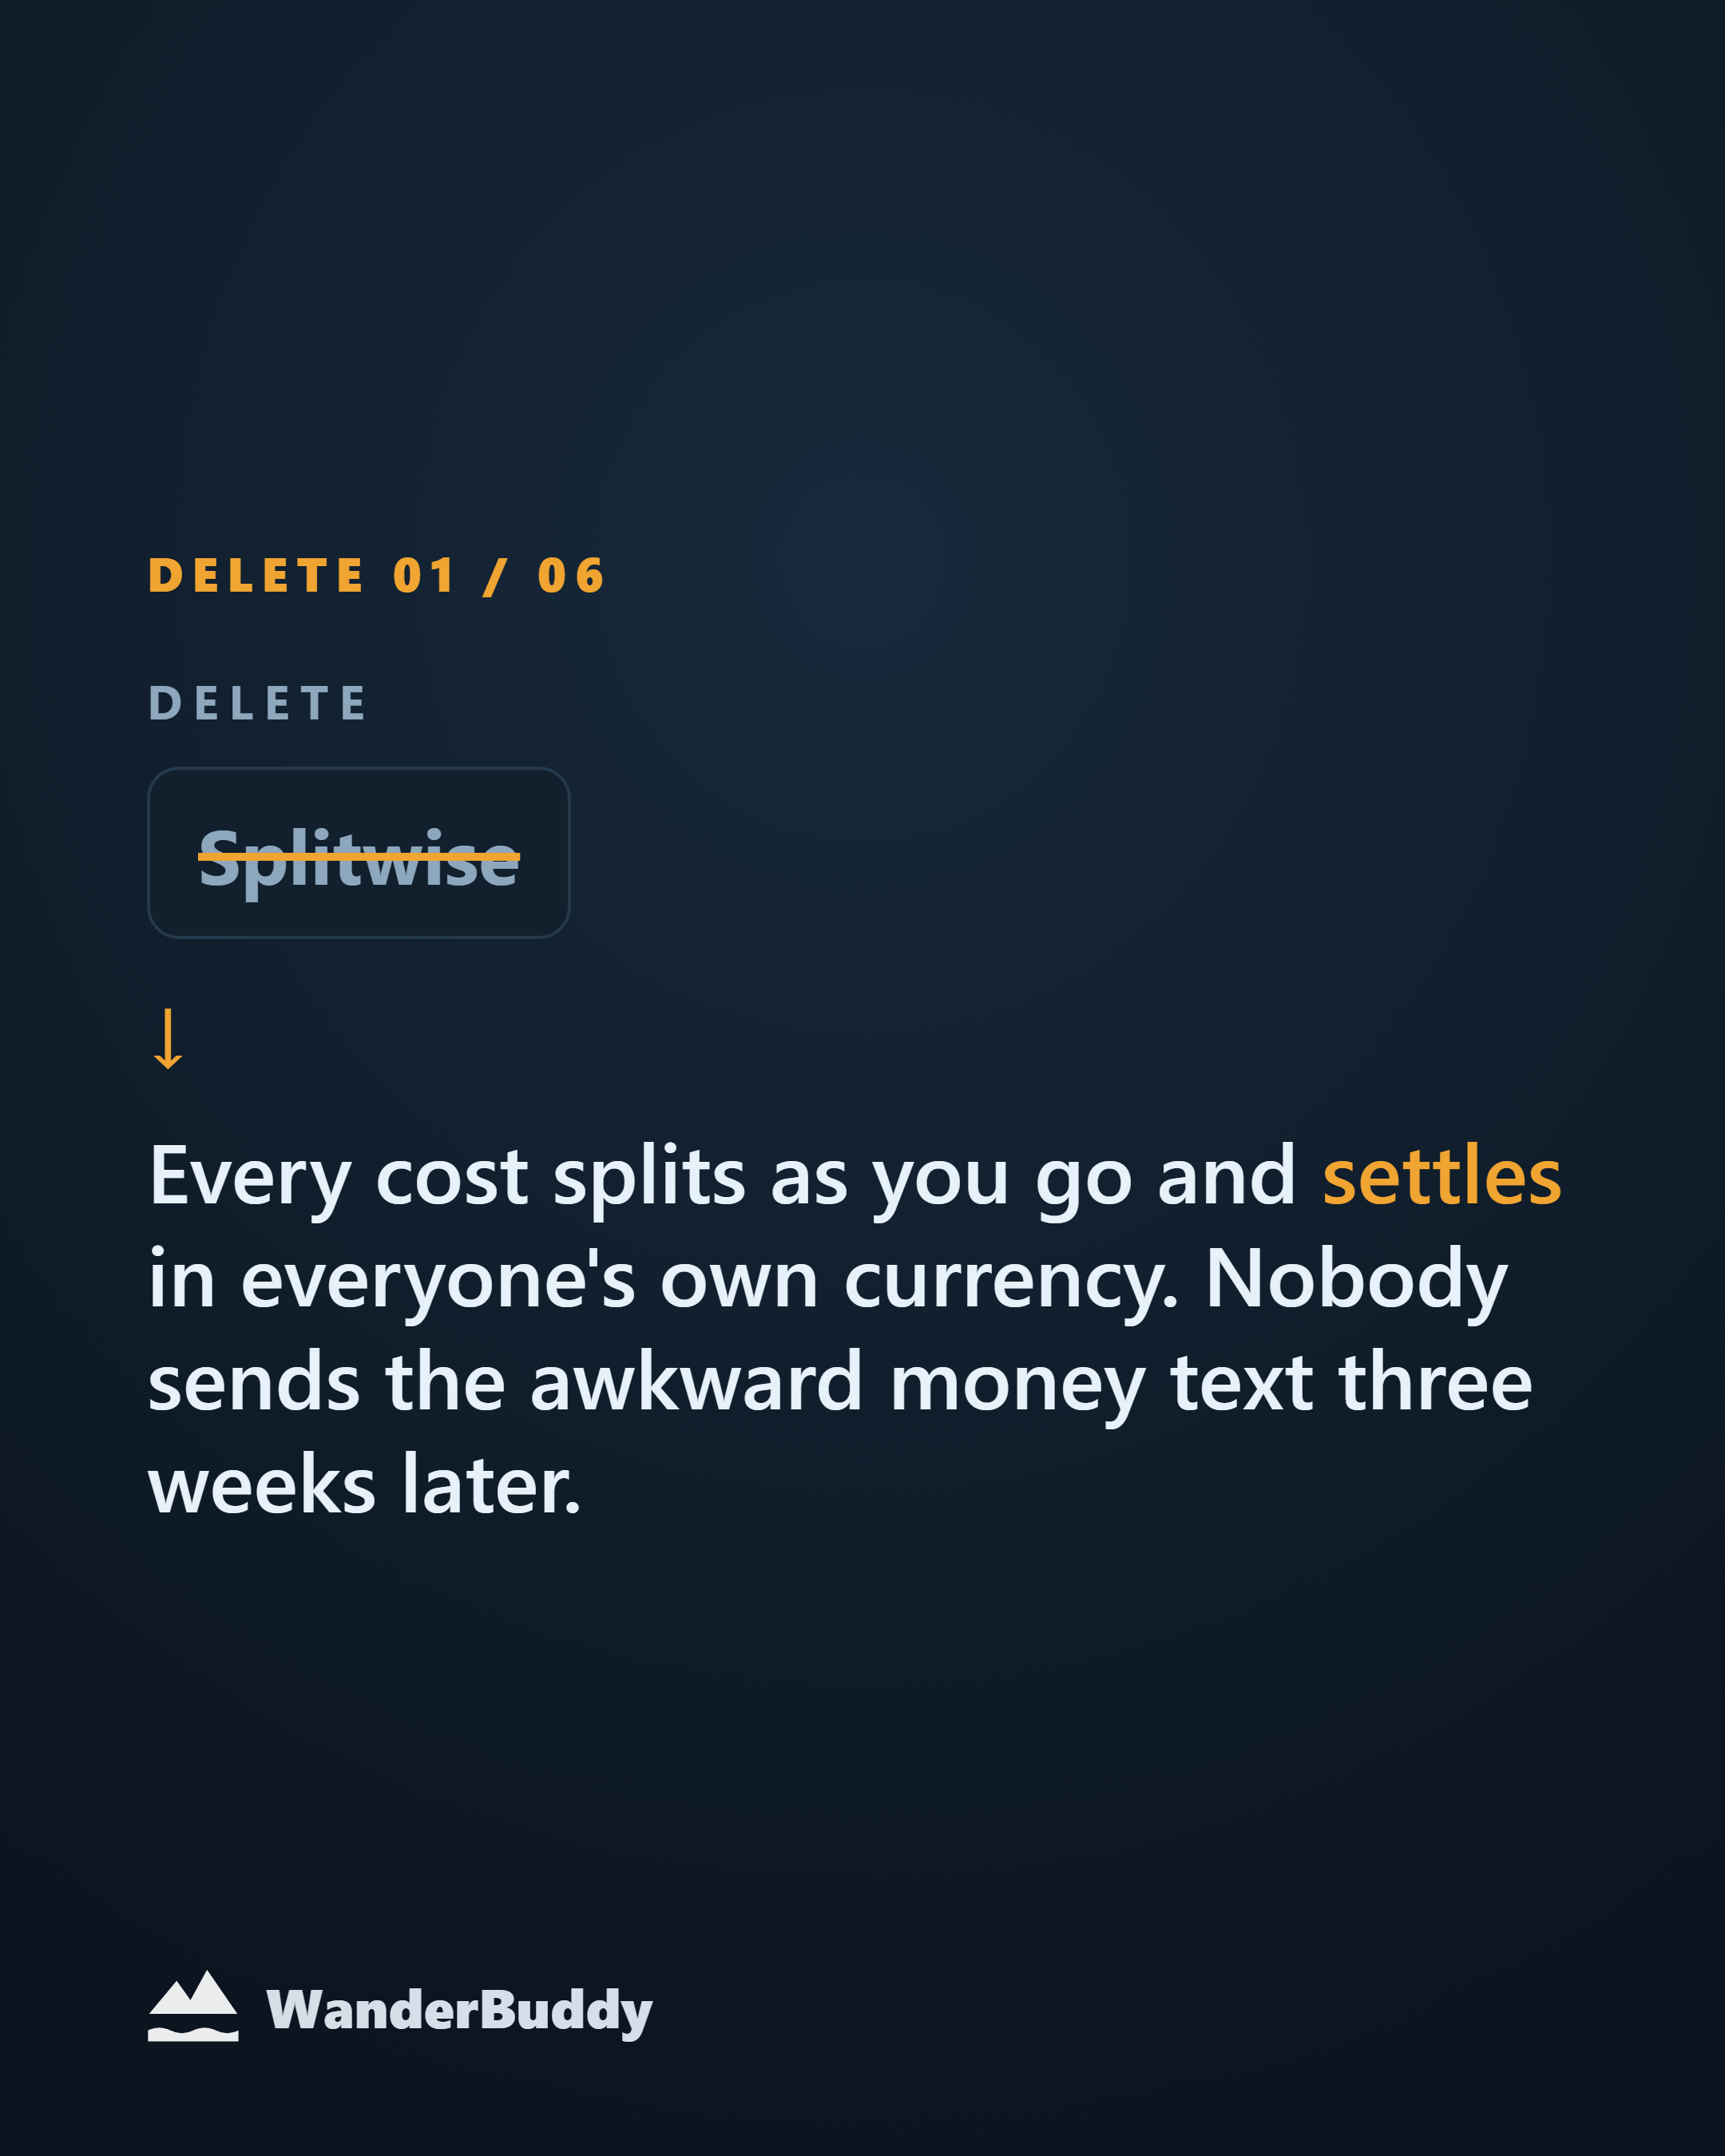 DELETE 01 / 06
DELETE
Splitwise
↓
Every cost splits as you go and settles
in everyone's own currency. Nobody
sends the awkward money text three
weeks later.
WanderBuddy